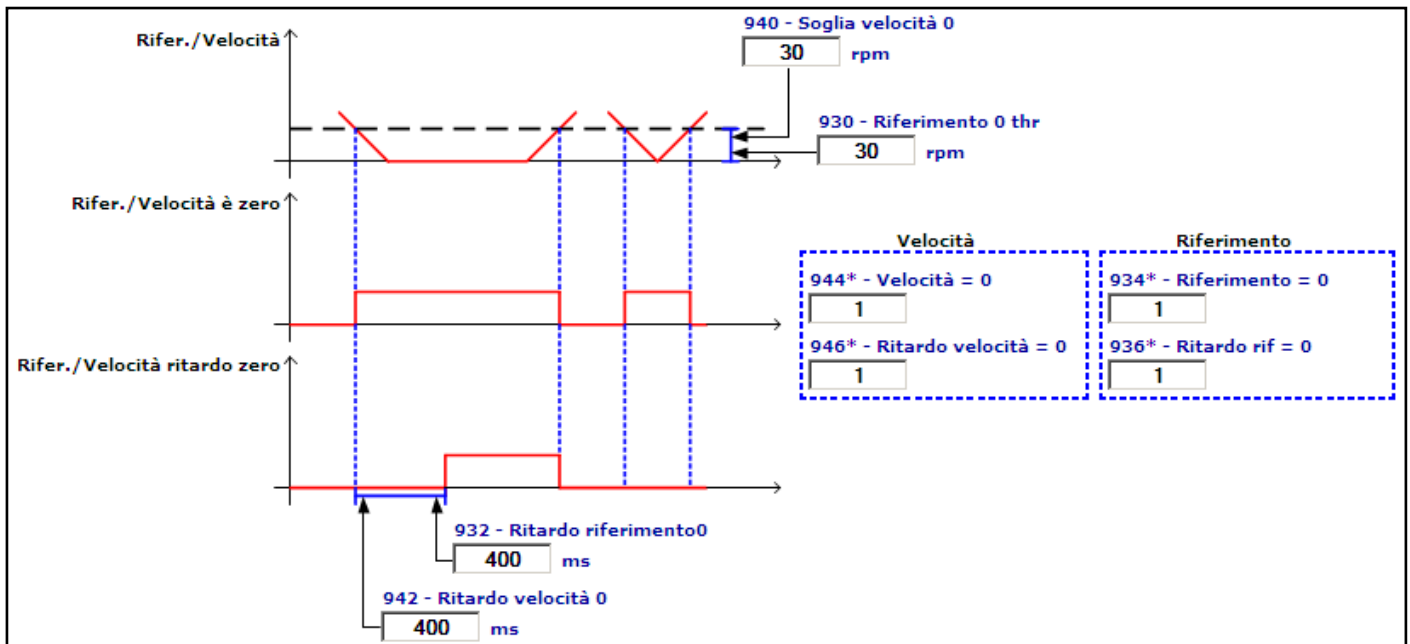 940 - Soglia velocità 0
30 rpm
Rifer./Velocità
930 - Riferimento 0 thr
30 rpm
Rifer./Velocità è zero
Velocità
Riferimento
944* - Velocità = 0
1
934* - Riferimento = 0
1
946* - Ritardo velocità = 0
1
936* - Ritardo rif = 0
1
Rifer./Velocità ritardo zero
932 - Ritardo riferimento0
400 ms
942 - Ritardo velocità 0
400 ms